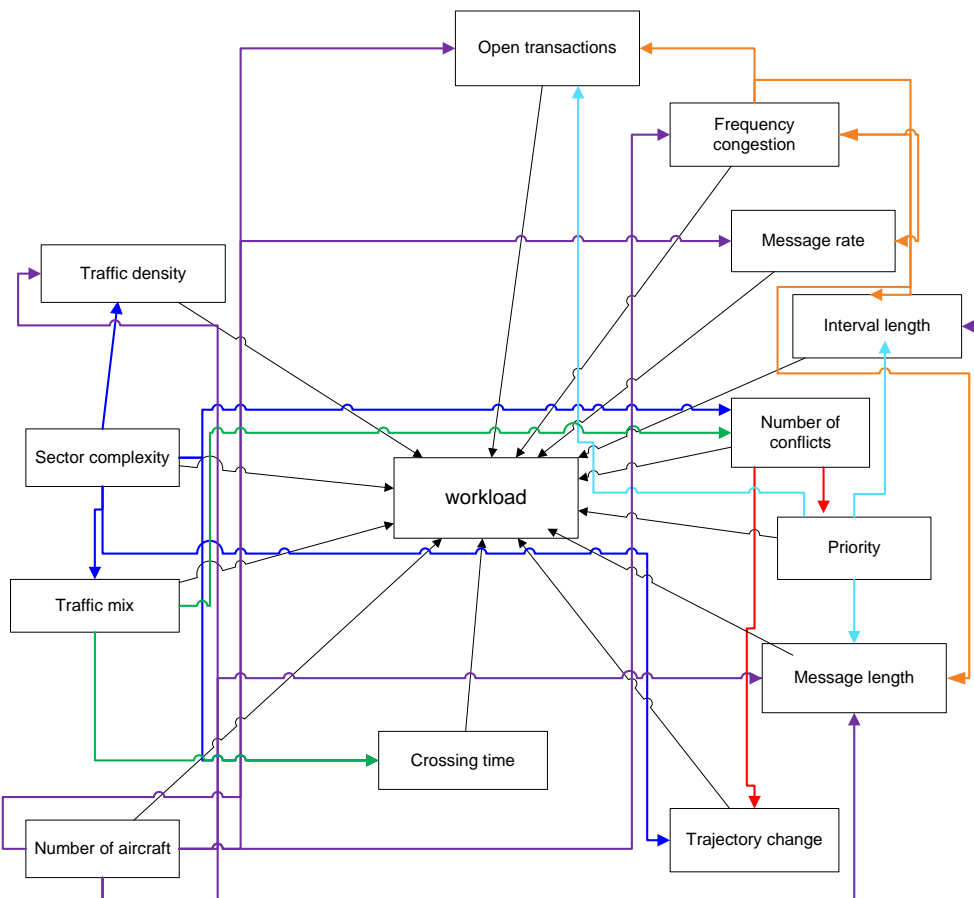 Open transactions
Frequency
congestion
Message rate
Traffic density
Interval length
Number of
conflicts
Sector complexity
workload
Priority
Traffic mix
Message length
Crossing time
Number of aircraft
Trajectory change